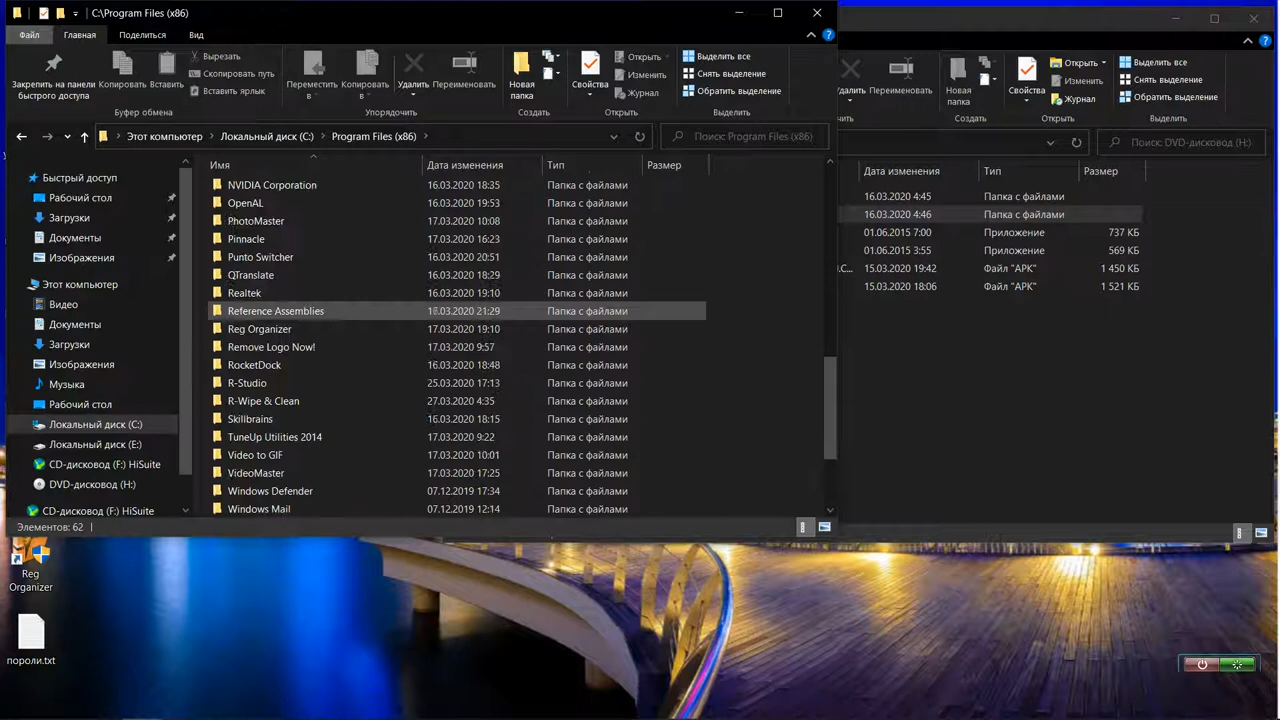 C:\Program Files (x86)
Файл Главная Поделиться Вид
Закрепить на панели быстрого доступа
Копировать
Вставить
Вырезать
Скопировать путь
Вставить ярлык
Буфер обмена
Переместить в
Копировать в
Удалить
Переименовать
Упорядочить
Новая папка
Создать
Свойства
Открыть
Изменить
Журнал
Открыть
Выделить все
Снять выделение
Обратить выделение
Выделить
Этот компьютер Локальный диск (C:) Program Files (x86)
Поиск: Program Files (x86)
Быстрый доступ
Рабочий стол
Загрузки
Документы
Изображения
Этот компьютер
Видео
Документы
Загрузки
Изображения
Музыка
Рабочий стол
Локальный диск (C:)
Локальный диск (E:)
CD-дисковод (F:) HiSuite
DVD-дисковод (H:)
CD-дисковод (F:) HiSuite
Имя Дата изменения Тип Размер
NVIDIA Corporation 16.03.2020 18:35 Папка с файлами
OpenAL 16.03.2020 19:53 Папка с файлами
PhotoMaster 17.03.2020 10:08 Папка с файлами
Pinnacle 17.03.2020 16:23 Папка с файлами
Punto Switcher 16.03.2020 20:51 Папка с файлами
QTranslate 16.03.2020 18:29 Папка с файлами
Realtek 16.03.2020 19:10 Папка с файлами
Reference Assemblies 16.03.2020 21:29 Папка с файлами
Reg Organizer 17.03.2020 19:10 Папка с файлами
Remove Logo Now! 17.03.2020 9:57 Папка с файлами
RocketDock 16.03.2020 18:48 Папка с файлами
R-Studio 25.03.2020 17:13 Папка с файлами
R-Wipe & Clean 27.03.2020 4:35 Папка с файлами
Skillbrains 16.03.2020 18:15 Папка с файлами
TuneUp Utilities 2014 17.03.2020 9:22 Папка с файлами
Video to GIF 17.03.2020 10:01 Папка с файлами
VideoMaster 17.03.2020 17:25 Папка с файлами
Windows Defender 07.12.2019 17:34 Папка с файлами
Windows Mail 07.12.2019 12:14 Папка с файлами
Элементов: 62
Переименовать
Новая папка
Создать
Свойства
Открыть
Изменить
Журнал
Открыть
Выделить все
Снять выделение
Обратить выделение
Выделить
Поиск: DVD-дисковод (H:)
Дата изменения Тип Размер
16.03.2020 4:45 Папка с файлами
16.03.2020 4:46 Папка с файлами
01.06.2015 7:00 Приложение 737 КБ
01.06.2015 3:55 Приложение 569 КБ
15.03.2020 19:42 Файл "APK" 1 450 КБ
15.03.2020 18:06 Файл "APK" 1 521 КБ
Reg Organizer
пороли.txt